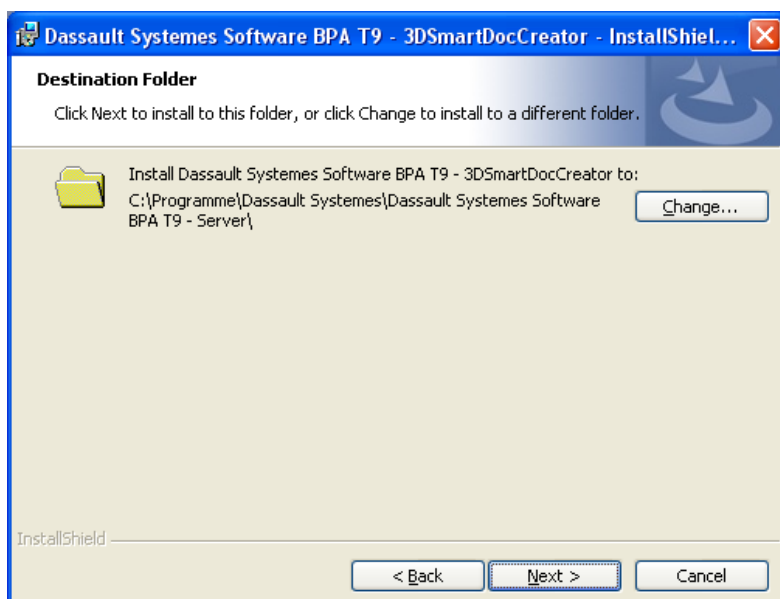 Dassault Systemes Software BPA T9 - 3DSmartDocCreator - InstallShiel...
Destination Folder
Click Next to install to this folder, or click Change to install to a different folder.
Install Dassault Systemes Software BPA T9 - 3DSmartDocCreator to:
C:\Programme\Dassault Systemes\Dassault Systemes Software
BPA T9 - Server\
Change...
InstallShield
< Back
Next >
Cancel